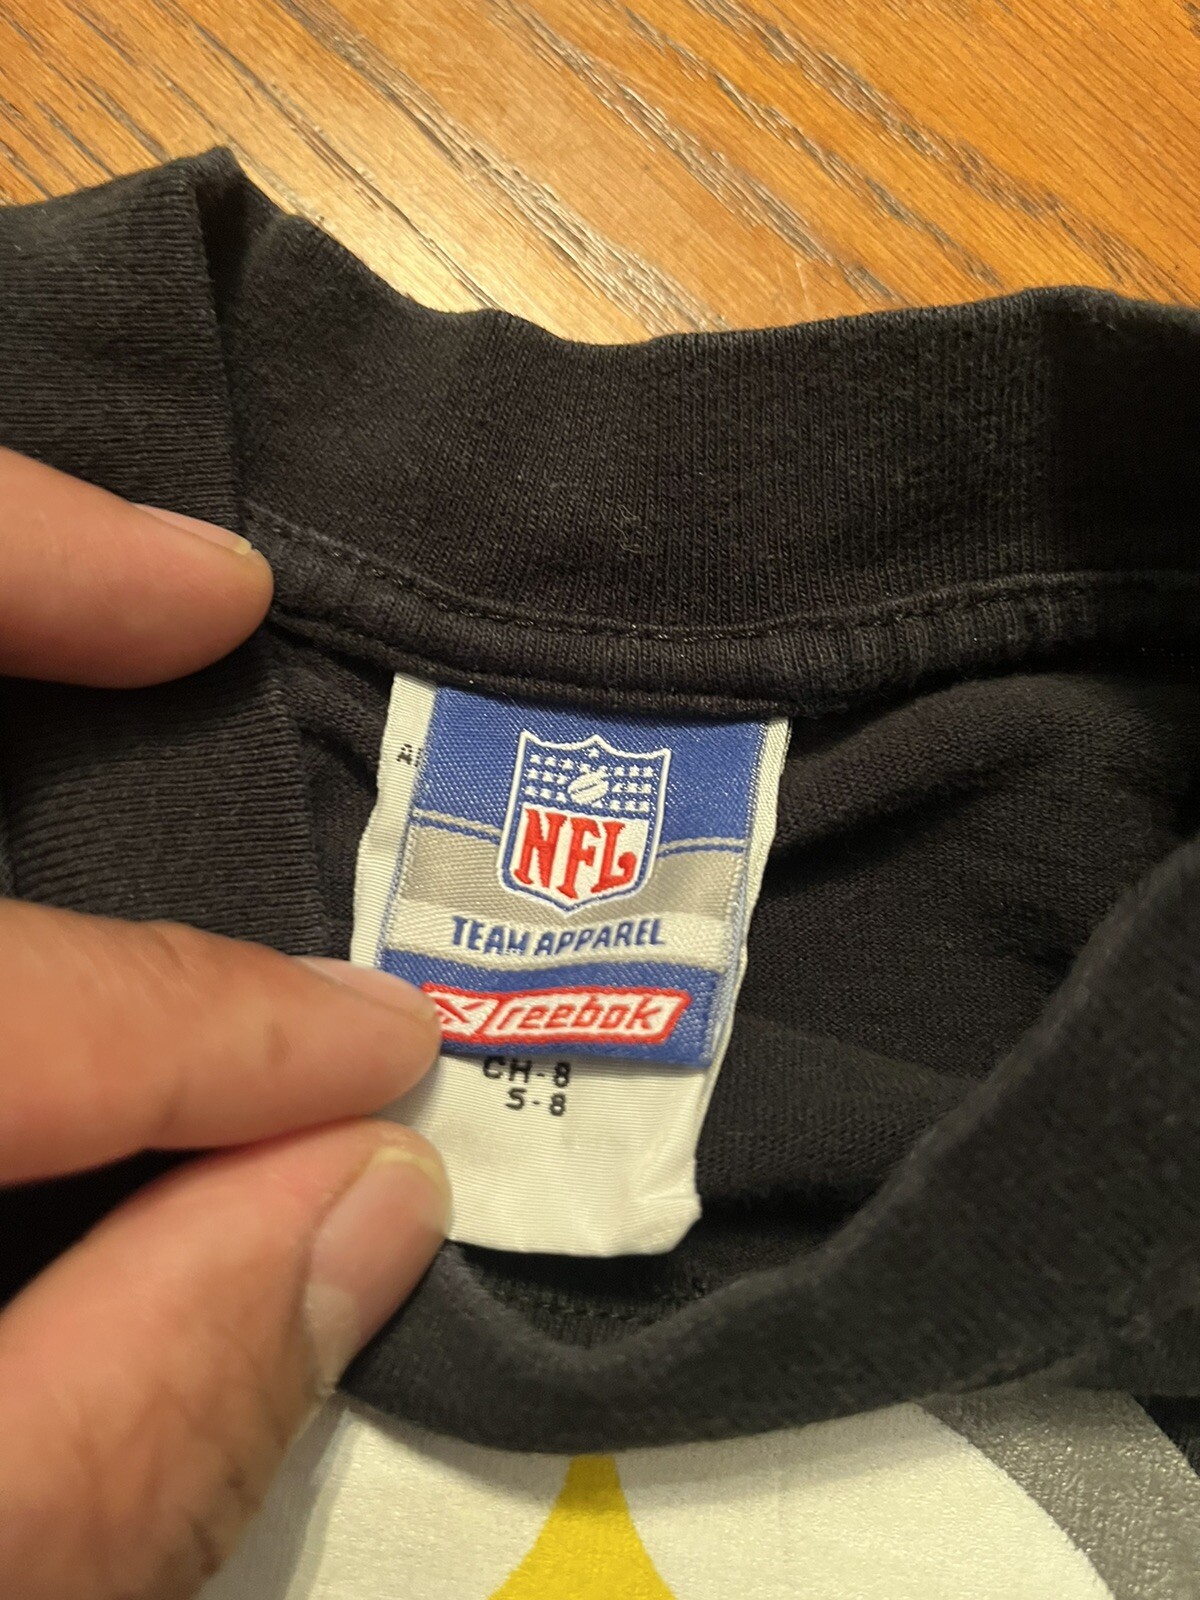 NFL
TEAM APPAREL
reebok
CH-8
S-8